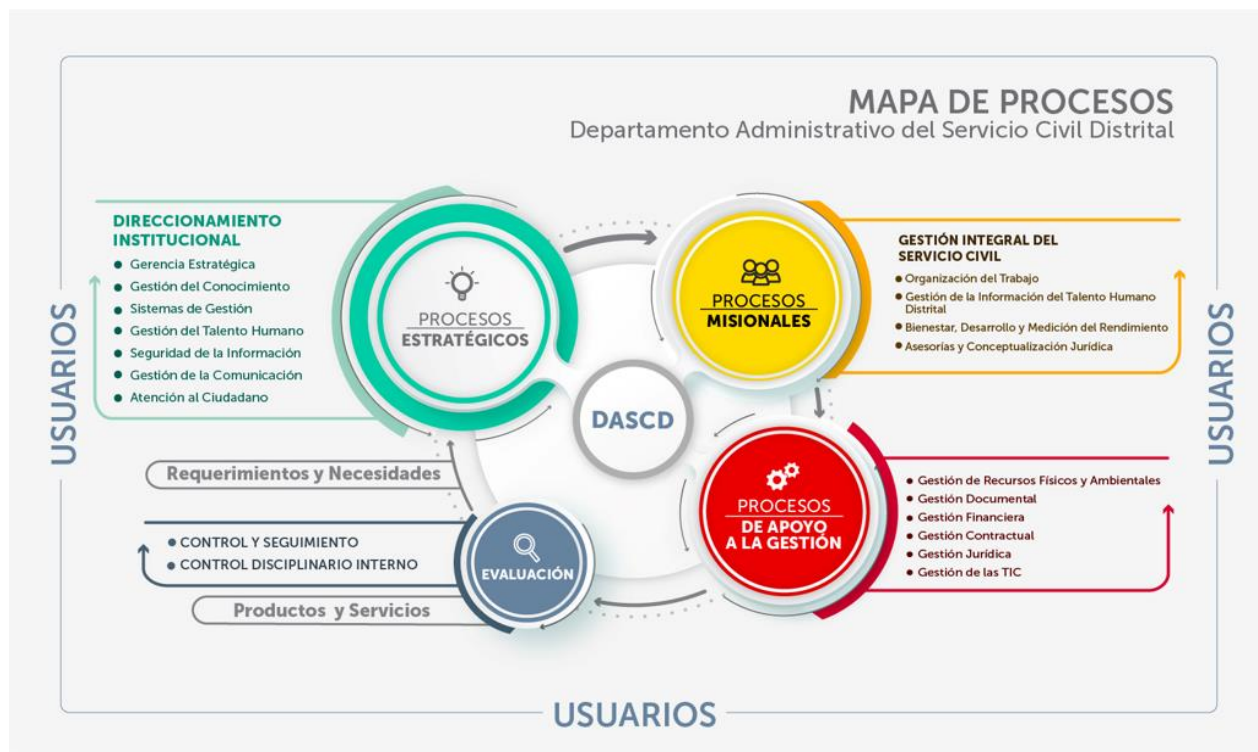 MAPA DE PROCESOS
Departamento Administrativo del Servicio Civil Distrital
DIRECCIONAMIENTO
INSTITUCIONAL
Gerencia Estratégica
Gestión del Conocimiento
Sistemas de Gestión
Gestión del Talento Humano
Seguridad de la Información
Gestión de la Comunicación
Atención al Ciudadano
PROCESOS
ESTRATÉGICOS
PROCESOS
MISIONALES
GESTIÓN INTEGRAL DEL
SERVICIO CIVIL
Organización del Trabajo
Gestión de la Información del Talento Humano
Distrital
Bienestar, Desarrollo y Medición del Rendimiento
Asesorías y Conceptualización Jurídica
USUARIOS
USUARIOS
DASCD
Requerimientos y Necesidades
CONTROL Y SEGUIMIENTO
CONTROL DISCIPLINARIO INTERNO
EVALUACIÓN
Productos y Servicios
PROCESOS
DE APOYO
A LA GESTIÓN
Gestión de Recursos Físicos y Ambientales
Gestión Documental
Gestión Financiera
Gestión Contractual
Gestión Jurídica
Gestión de las TIC
USUARIOS